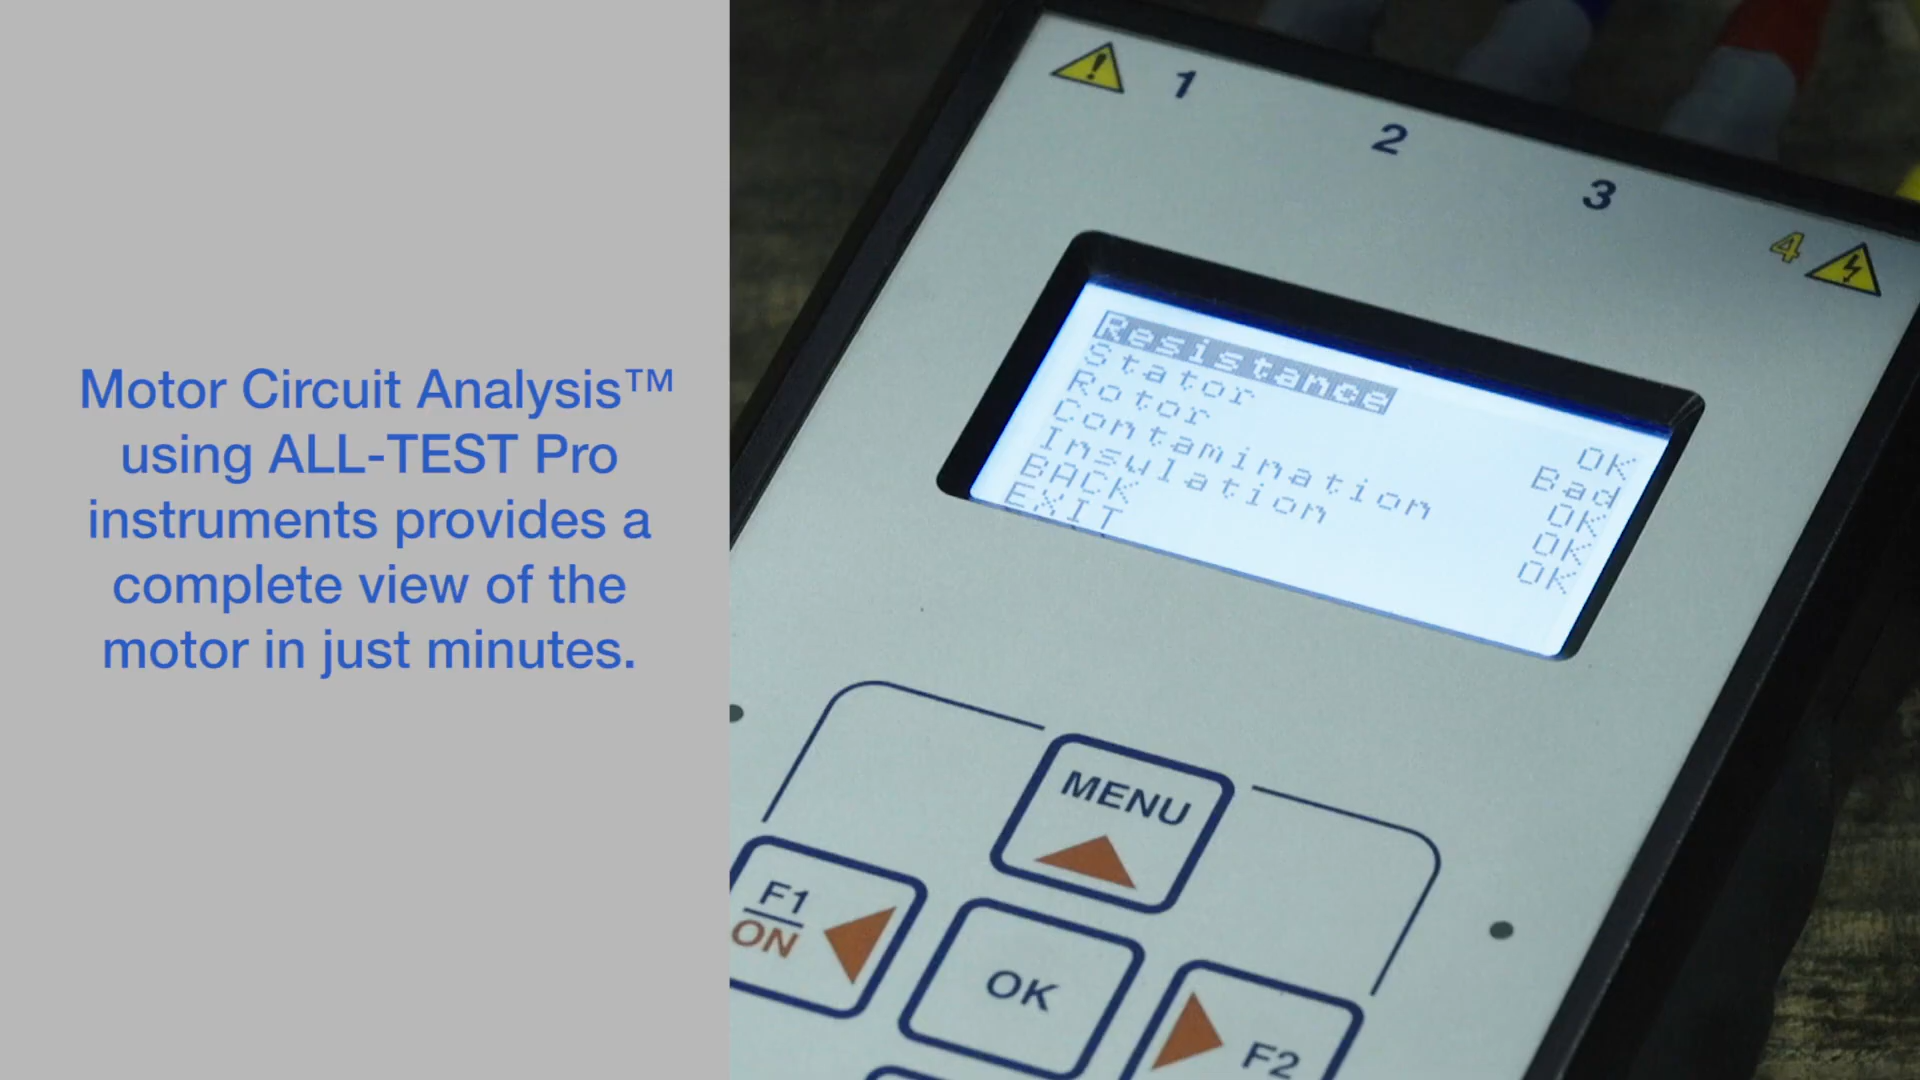 Motor Circuit Analysis™
using ALL-TEST Pro
instruments provides a
complete view of the
motor in just minutes.
1
2
3
4
Resistance OK
Stator Bad
Rotor OK
Contamination OK
Insulation OK
BACK
EXIT
MENU
F1
ON
OK
F2